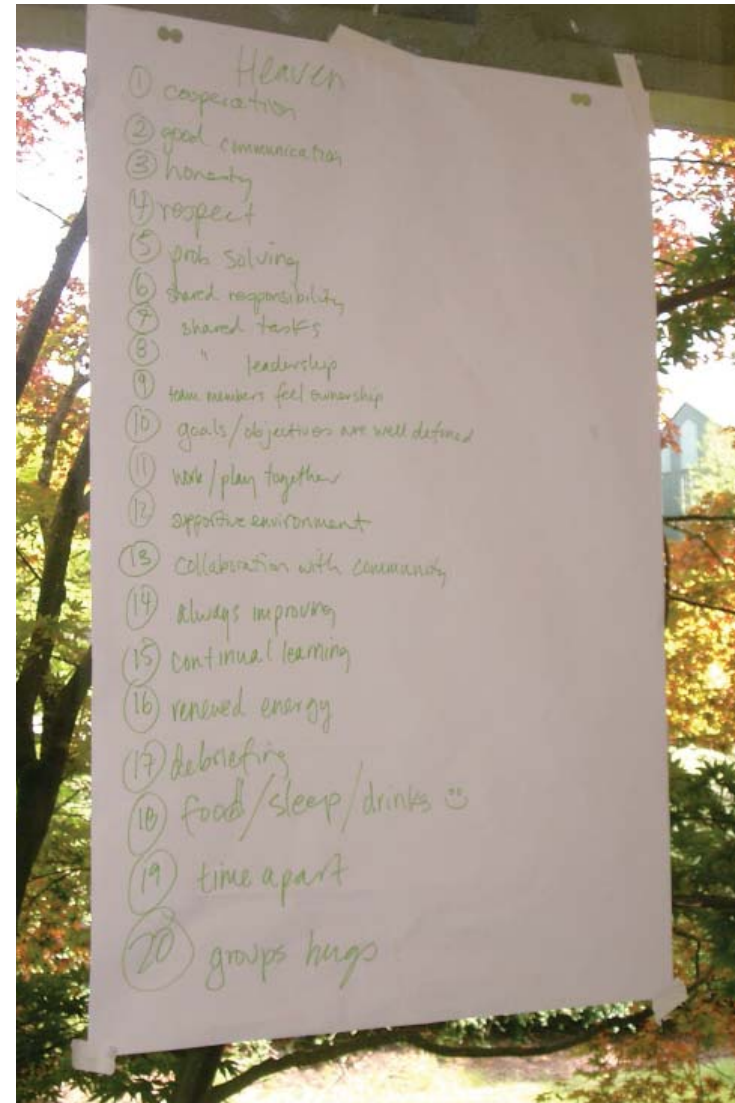 Heaven
① cooperation
② good communication
③ honesty
④ respect
⑤ prob solving
⑥ shared responsibility
⑦ shared tasks
⑧ " leadership
⑨ team members feel ownership
⑩ goals/objectives are well defined
⑪ work/play together
⑫ supportive environment
⑬ collaboration with community
⑭ always improving
⑮ continual learning
⑯ renewed energy
⑰ debriefing
⑱ food/sleep/drinks ☺
⑲ time apart
⑳ groups hugs